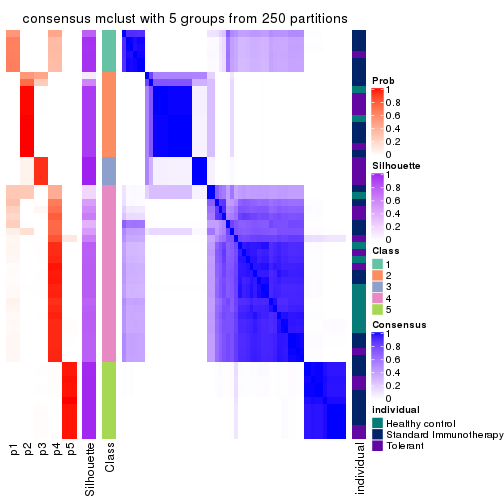 consensus mclust with 5 groups from 250 partitions
Prob
1
0.8
0.6
0.4
0.2
0
Silhouette
1
0.8
0.6
0.4
0.2
0
Class
1
2
3
4
5
Consensus
1
0.8
0.6
0.4
0.2
0
individual
Healthy control
Standard Immunotherapy
Tolerant
p1
p2
p3
p4
p5
Silhouette
Class
individual